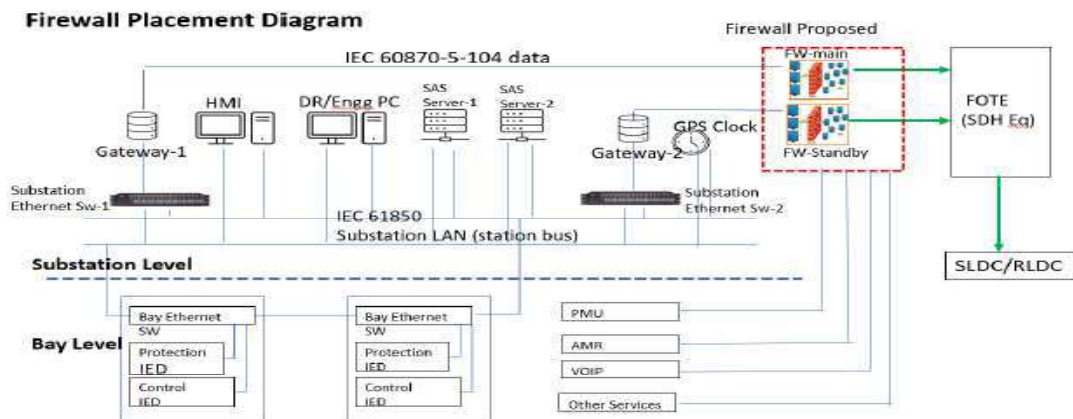 Firewall Placement Diagram
Firewall Proposed
IEC 60870-5-104 data
FW-main
HMI
DR/Engg PC
SAS
Server-1
SAS
Server-2
FOTE
(SDH Eq)
GPS Clock
Gateway-1
Gateway-2
FW-Standby
Substation
Ethernet Sw-1
Substation
Ethernet Sw-2
IEC 61850
Substation LAN (station bus)
Substation Level
SLDC/RLDC
Bay Ethernet
SW
Bay Ethernet
SW
PMU
Bay Level
Protection
IED
Protection
IED
AMR
VOIP
Control
IED
Control
IED
Other Services